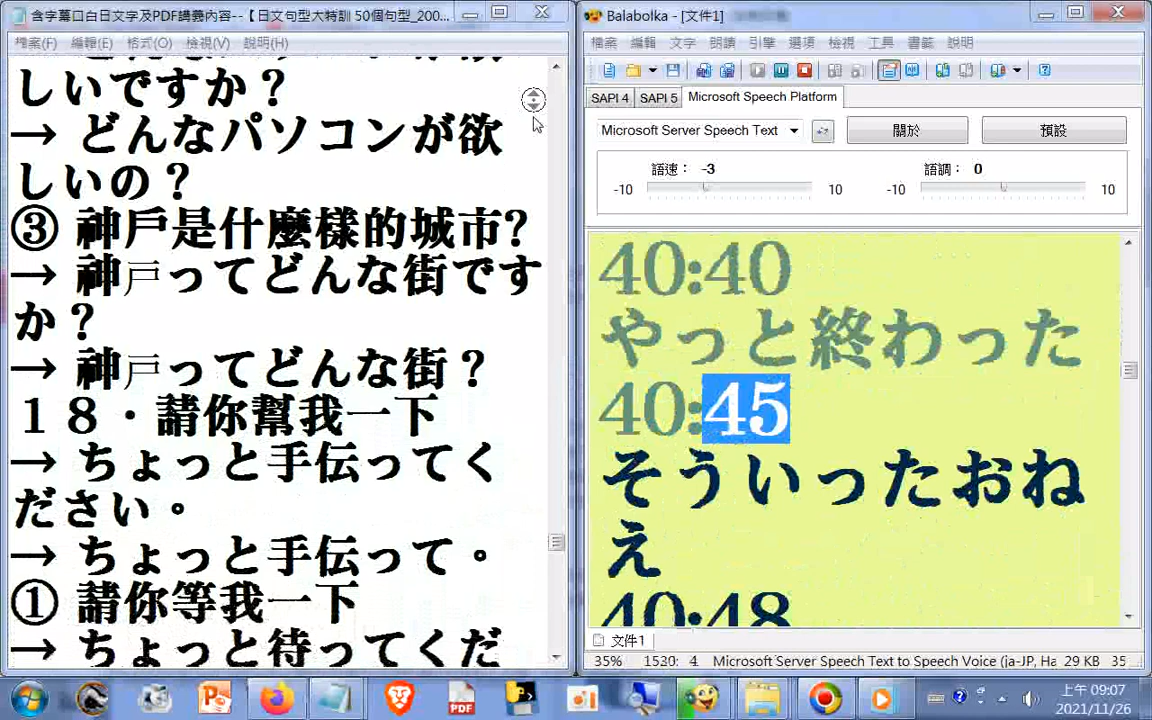 含字幕口白日文字及PDF講義內容--【日文句型大特訓 50個句型_200...
檔案(F) 編輯(E) 格式(O) 檢視(V) 說明(H)
しいですか？
→ どんなパソコンが欲
しいの？
③ 神戶是什麼樣的城市?
→ 神戸ってどんな街です
か？
→ 神戸ってどんな街？
１８．請你幫我一下
→ ちょっと手伝ってく
ださい。
→ ちょっと手伝って。
① 請你等我一下
→ ちょっと待ってくだ
Balabolka - [文件1]
檔案 編輯 文字 朗讀 引擎 選項 檢視 工具 書籤 說明
SAPI 4 SAPI 5 Microsoft Speech Platform
Microsoft Server Speech Text 關於 預設
語速： -3 語調： 0
-10 10 -10 10
40:40
やっと終わった
40:45
そういったおね
え
40:48
文件1
35% 1530: 4 Microsoft Server Speech Text to Speech Voice (ja-JP, Ha 29 KB 35
上午 09:07
2021/11/26